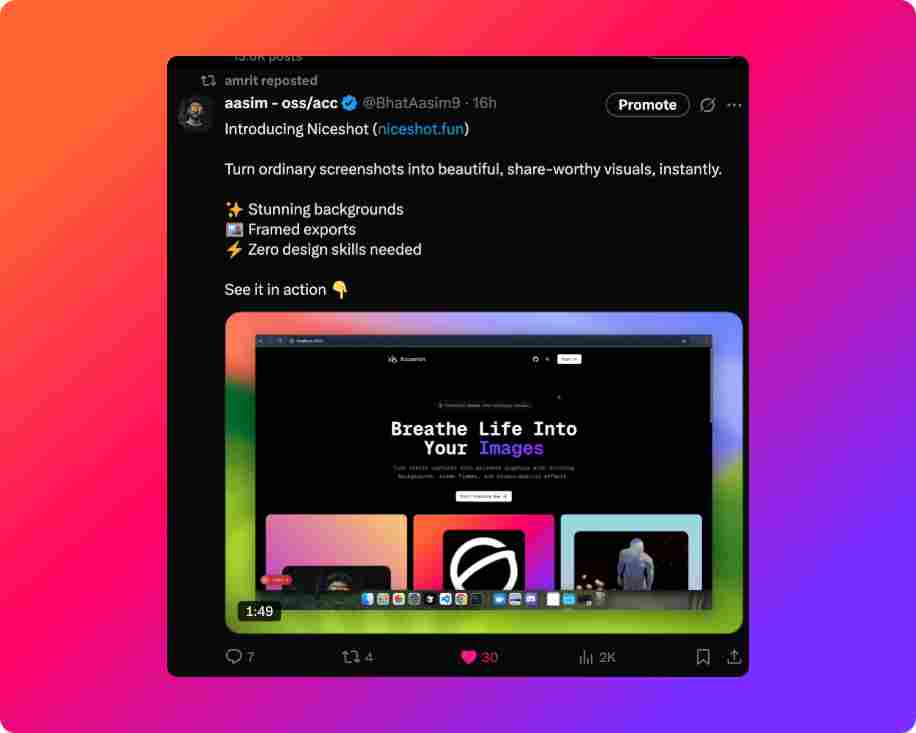 15.0K posts
amrit reposted
aasim - oss/acc @BhatAasim9 · 16h
Promote
Introducing Niceshot (niceshot.fun)
Turn ordinary screenshots into beautiful, share-worthy visuals, instantly.
✨ Stunning backgrounds
🖼️ Framed exports
⚡ Zero design skills needed
See it in action 👇
Breathe Life Into
Your Images
1:49
7
4
30
2K